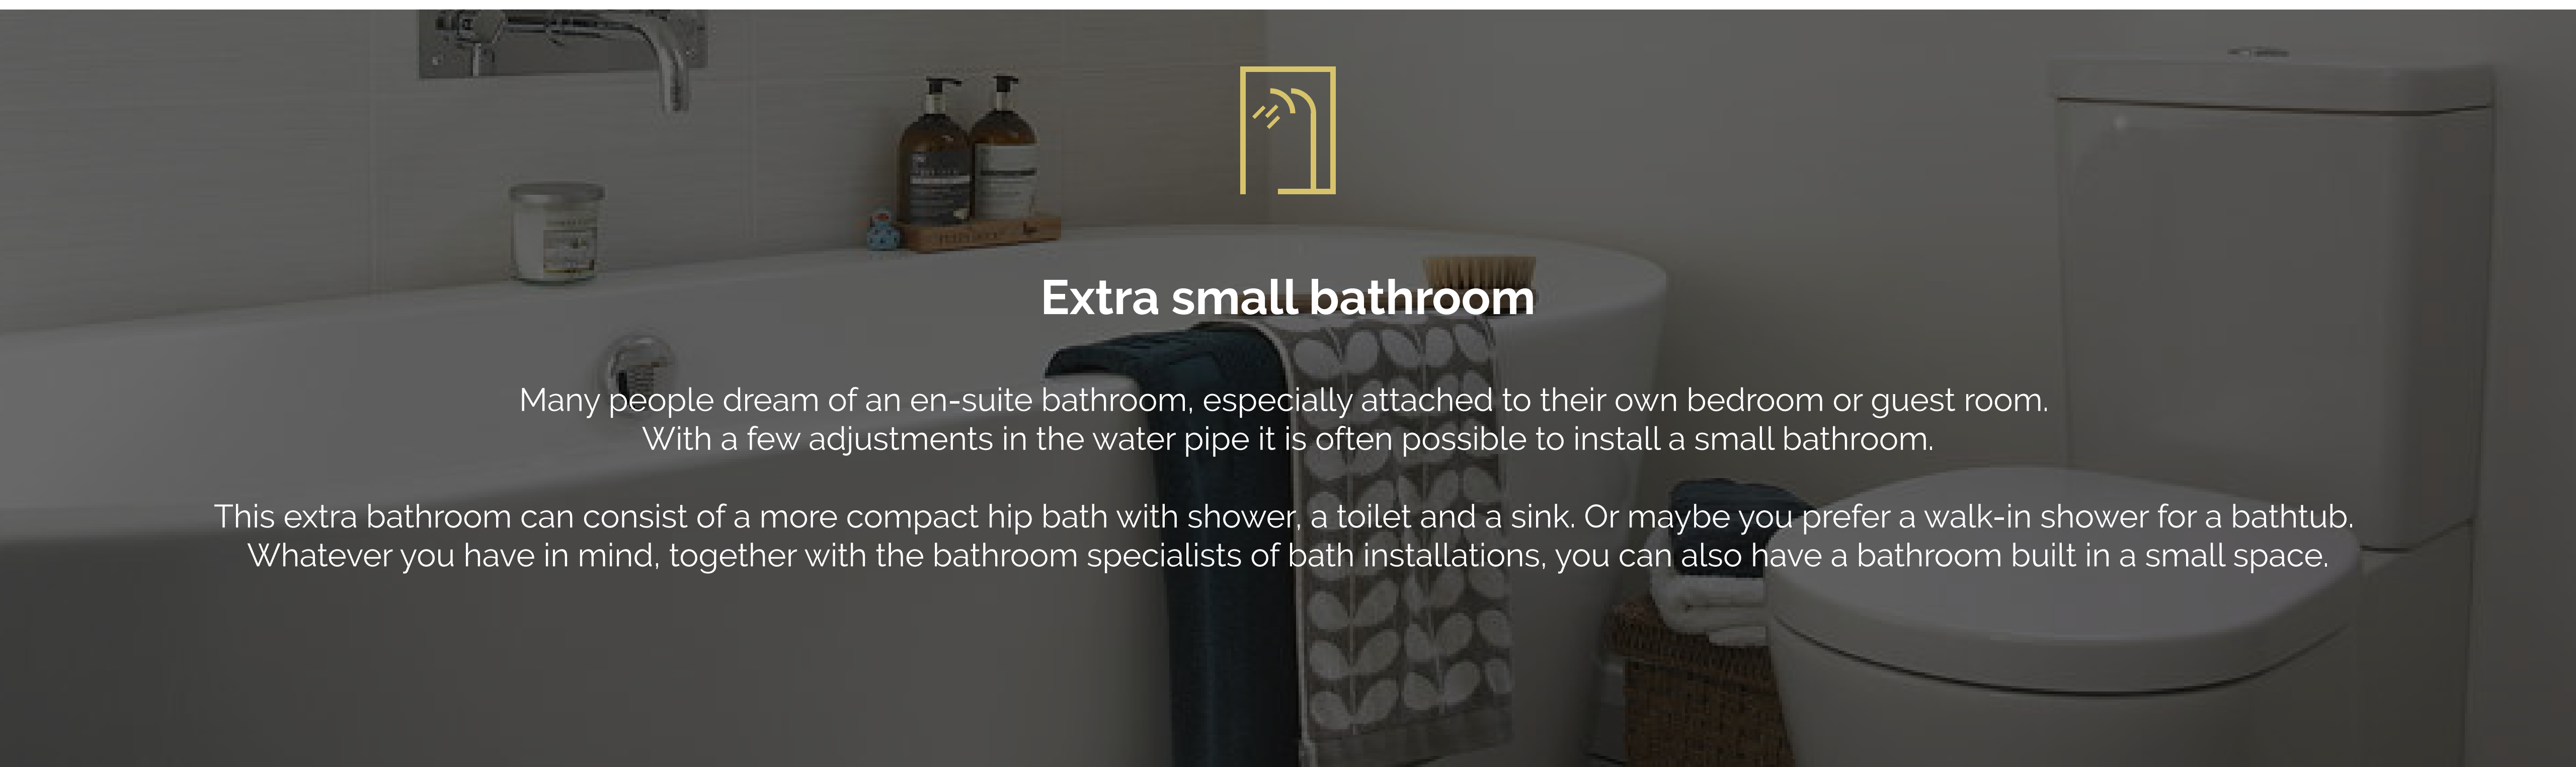 Extra small bathroom
Many people dream of an en-suite bathroom, especially attached to their own bedroom or guest room.
With a few adjustments in the water pipe it is often possible to install a small bathroom.
This extra bathroom can consist of a more compact hip bath with shower, a toilet and a sink. Or maybe you prefer a walk-in shower for a bathtub.
Whatever you have in mind, together with the bathroom specialists of bath installations, you can also have a bathroom built in a small space.